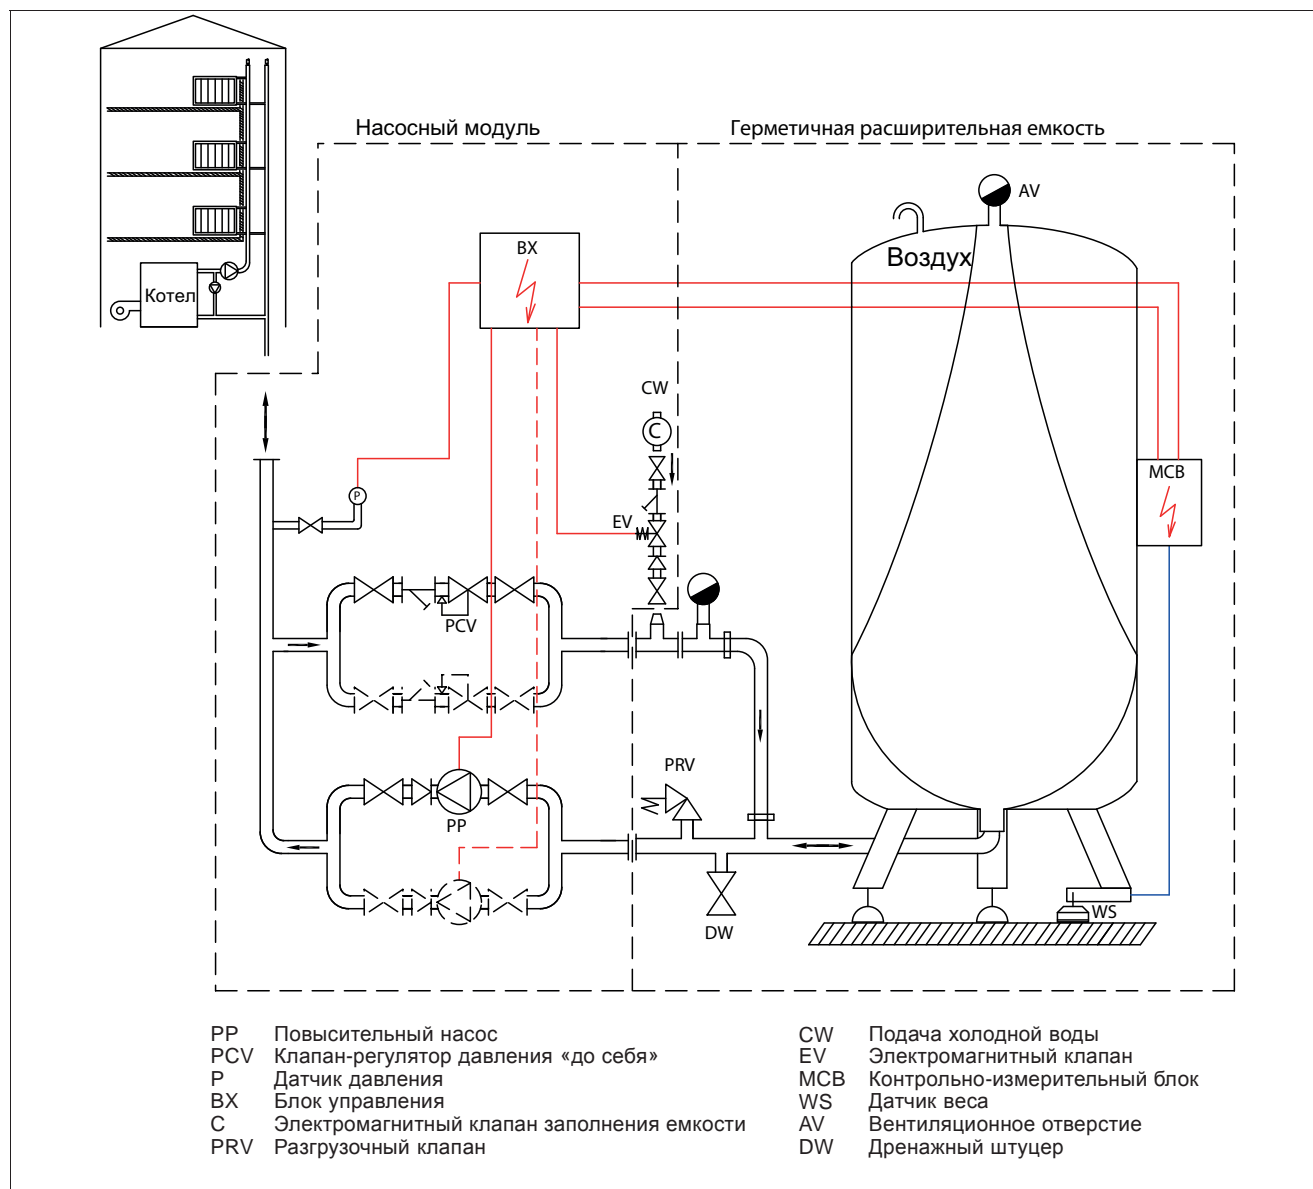 Насосный модуль
Герметичная расширительная емкость
AV
BX
Воздух
Котел
CW
C
MCB
P
EV
PCV
PRV
PP
WS
DW
PP Повысительный насос
PCV Клапан-регулятор давления «до себя»
P Датчик давления
BX Блок управления
C Электромагнитный клапан заполнения емкости
PRV Разгрузочный клапан
CW Подача холодной воды
EV Электромагнитный клапан
MCB Контрольно-измерительный блок
WS Датчик веса
AV Вентиляционное отверстие
DW Дренажный штуцер